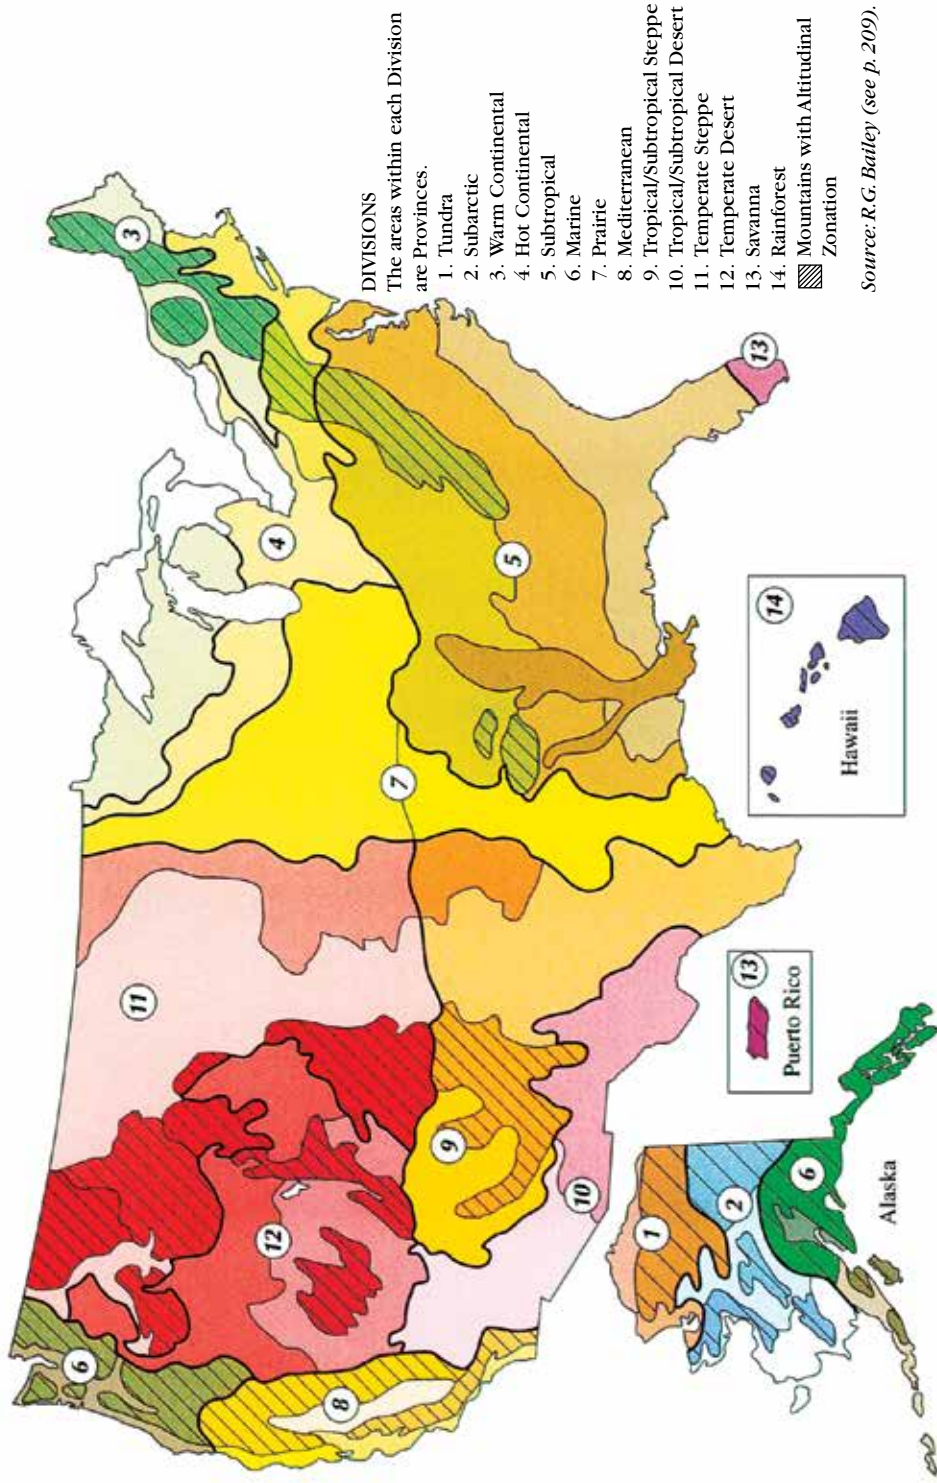 3
4
5
6
7
8
9
10
11
12
13
13
Puerto Rico
14
Hawaii
1
2
6
Alaska
DIVISIONS
The areas within each Division
are Provinces.
1. Tundra
2. Subarctic
3. Warm Continental
4. Hot Continental
5. Subtropical
6. Marine
7. Prairie
8. Mediterranean
9. Tropical/Subtropical Steppe
10. Tropical/Subtropical Desert
11. Temperate Steppe
12. Temperate Desert
13. Savanna
14. Rainforest
Mountains with Altitudinal
Zonation
Source: R.G. Bailey (see p. 209).